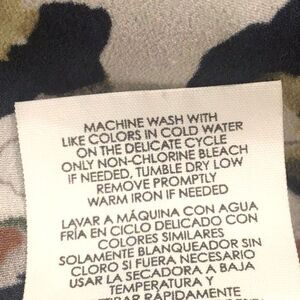 MACHINE WASH WITH
LIKE COLORS IN COLD WATER
ON THE DELICATE CYCLE
ONLY NON-CHLORINE BLEACH
IF NEEDED, TUMBLE DRY LOW
REMOVE PROMPTLY
WARM IRON IF NEEDED
LAVAR A MÁQUINA CON AGUA
FRÍA EN CICLO DELICADO CON
COLORES SIMILARES
SOLAMENTE BLANQUEADOR SIN
CLORO SI FUERA NECESARIO
USAR LA SECADORA A BAJA
TEMPERATURA Y
RÁPIDAMENTE